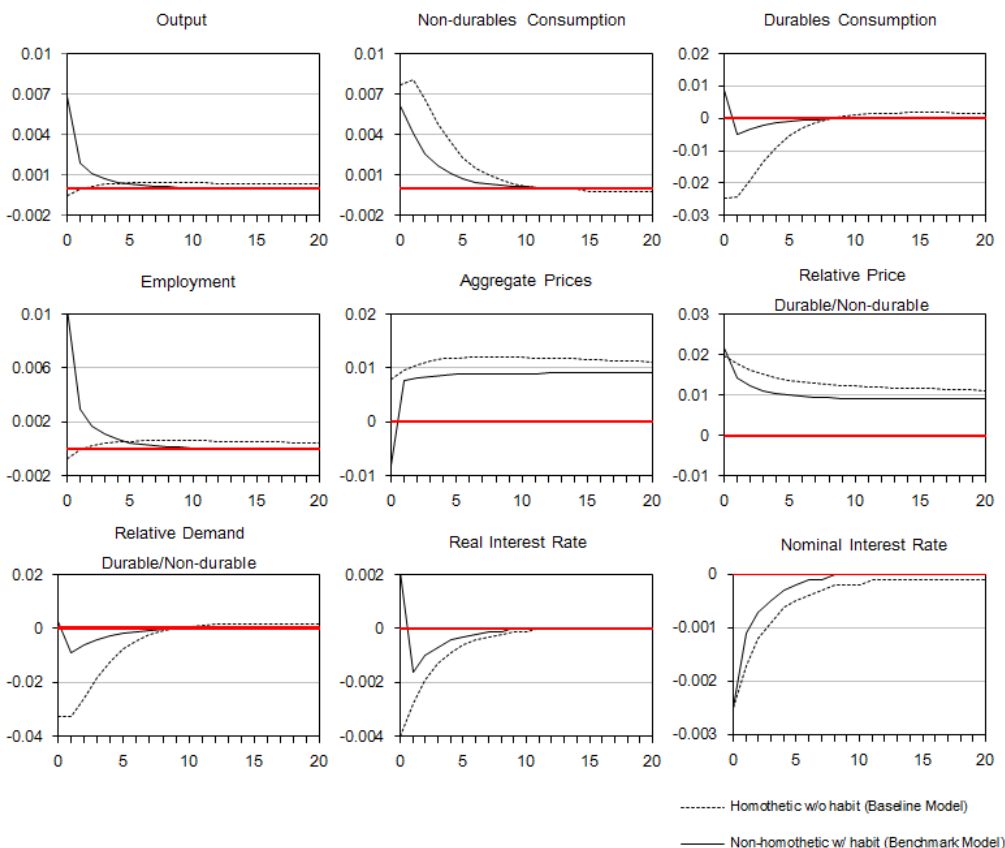 Output
0.01
0.007
0.004
0.001
-0.002
0 5 10 15 20
Non-durables Consumption
0.01
0.007
0.004
0.001
-0.002
0 5 10 15 20
Durables Consumption
0.02
0.01
0
-0.01
-0.02
-0.03
0 5 10 15 20
Employment
0.01
0.006
0.002
-0.002
0 5 10 15 20
Aggregate Prices
0.02
0.01
0
-0.01
0 5 10 15 20
Relative Price
Durable/Non-durable
0.03
0.02
0.01
0
-0.01
0 5 10 15 20
Relative Demand
Durable/Non-durable
0.02
0
-0.02
-0.04
0 5 10 15 20
Real Interest Rate
0.002
0
-0.002
-0.004
0 5 10 15 20
Nominal Interest Rate
0
-0.001
-0.002
-0.003
0 5 10 15 20
Homothetic w/o habit (Baseline Model)
Non-homothetic w/ habit (Benchmark Model)